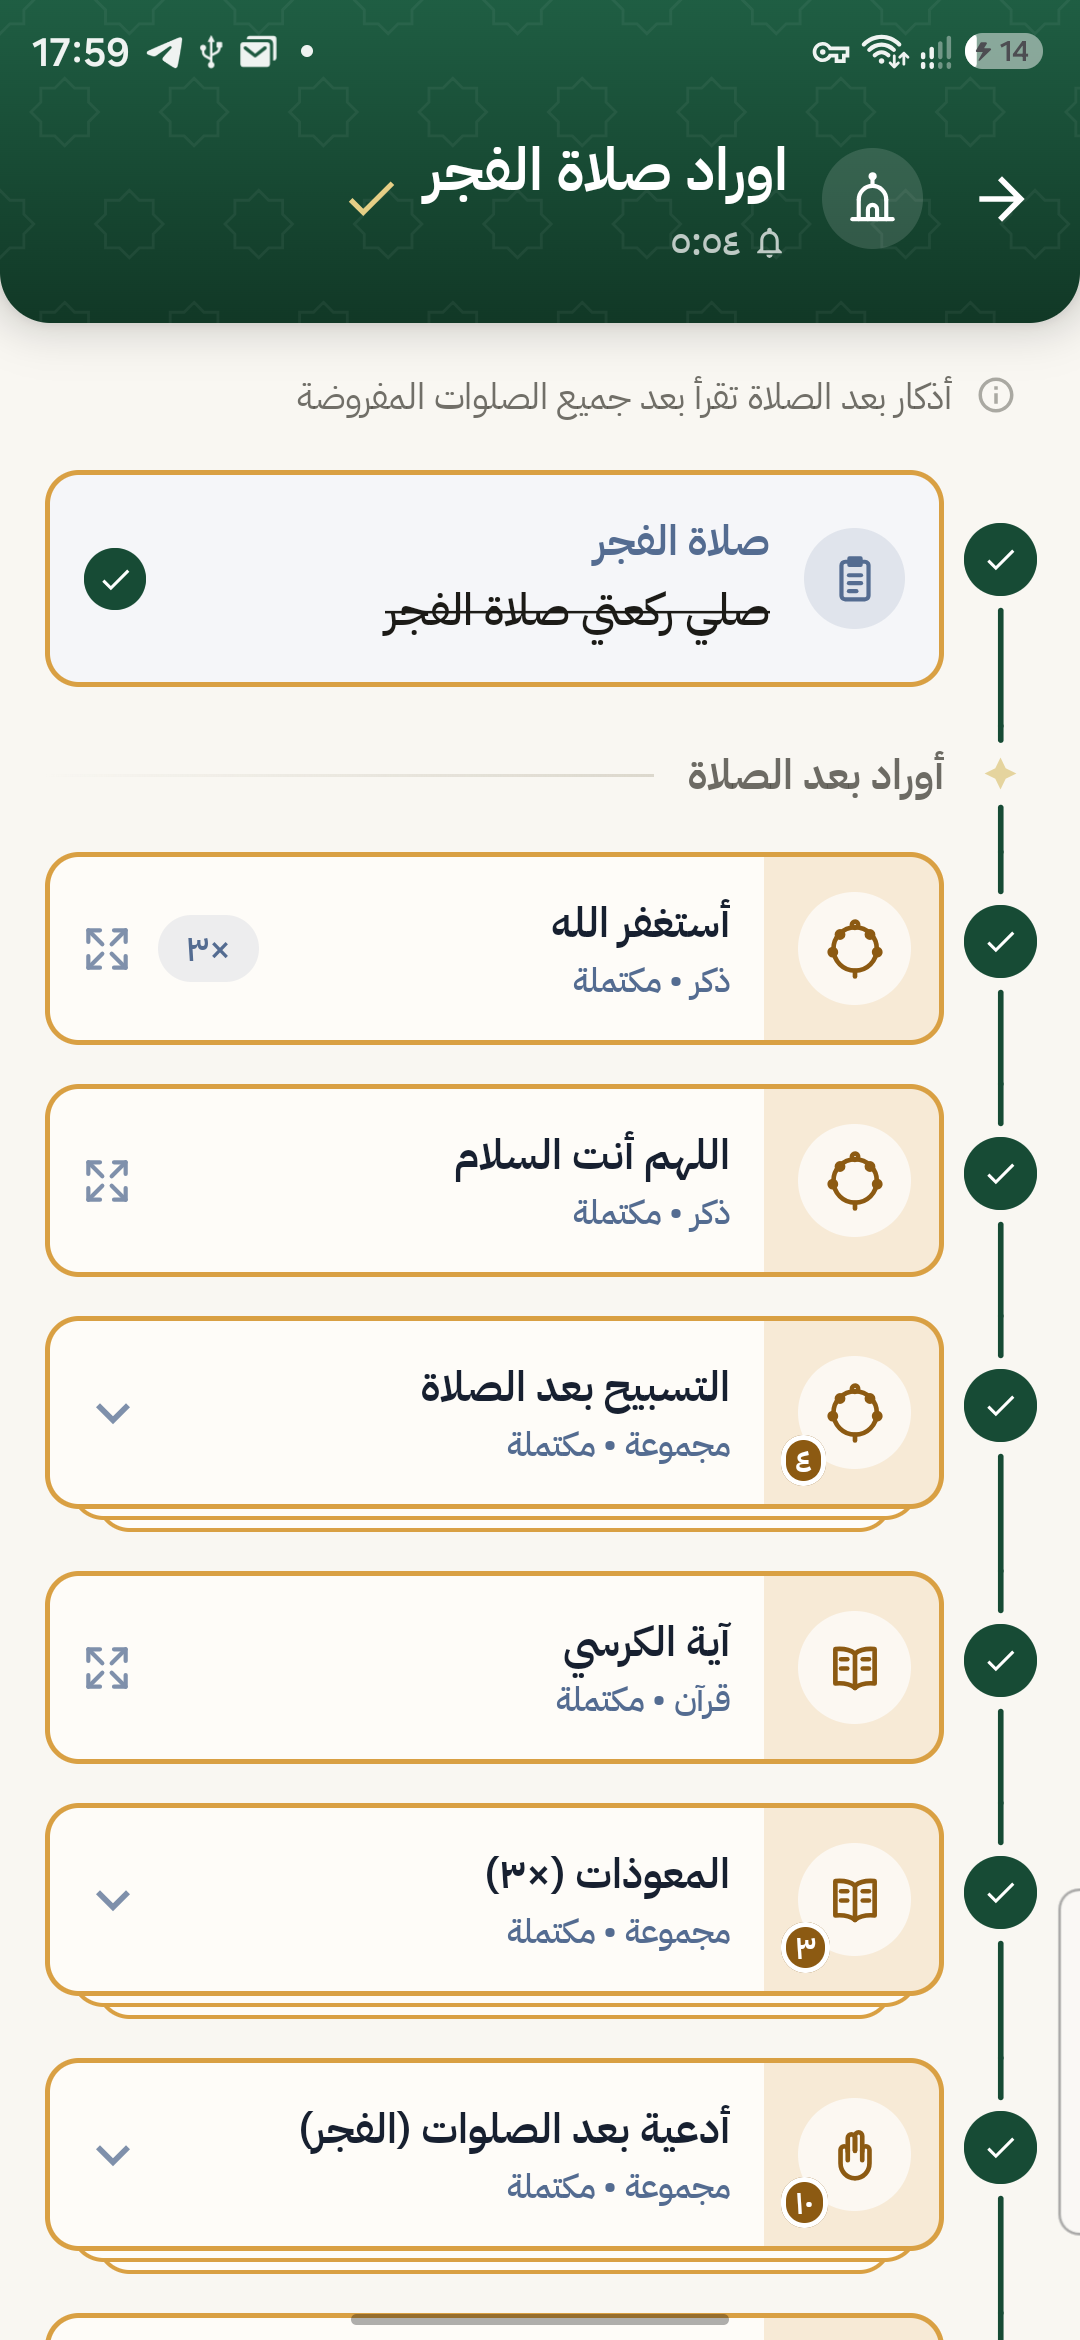 17:59
14
اوراد صلاة الفجر
٥:٥٤
أذكار بعد الصلاة تقرأ بعد جميع الصلوات المفروضة
صلاة الفجر
صلي ركعتي صلاة الفجر
أوراد بعد الصلاة
أستغفر الله
×٣
ذكر • مكتملة
اللهم أنت السلام
ذكر • مكتملة
التسبيح بعد الصلاة
مجموعة • مكتملة
٤
آية الكرسي
قرآن • مكتملة
المعوذات (×٣)
مجموعة • مكتملة
٣
أدعية بعد الصلوات (الفجر)
مجموعة • مكتملة
١٠